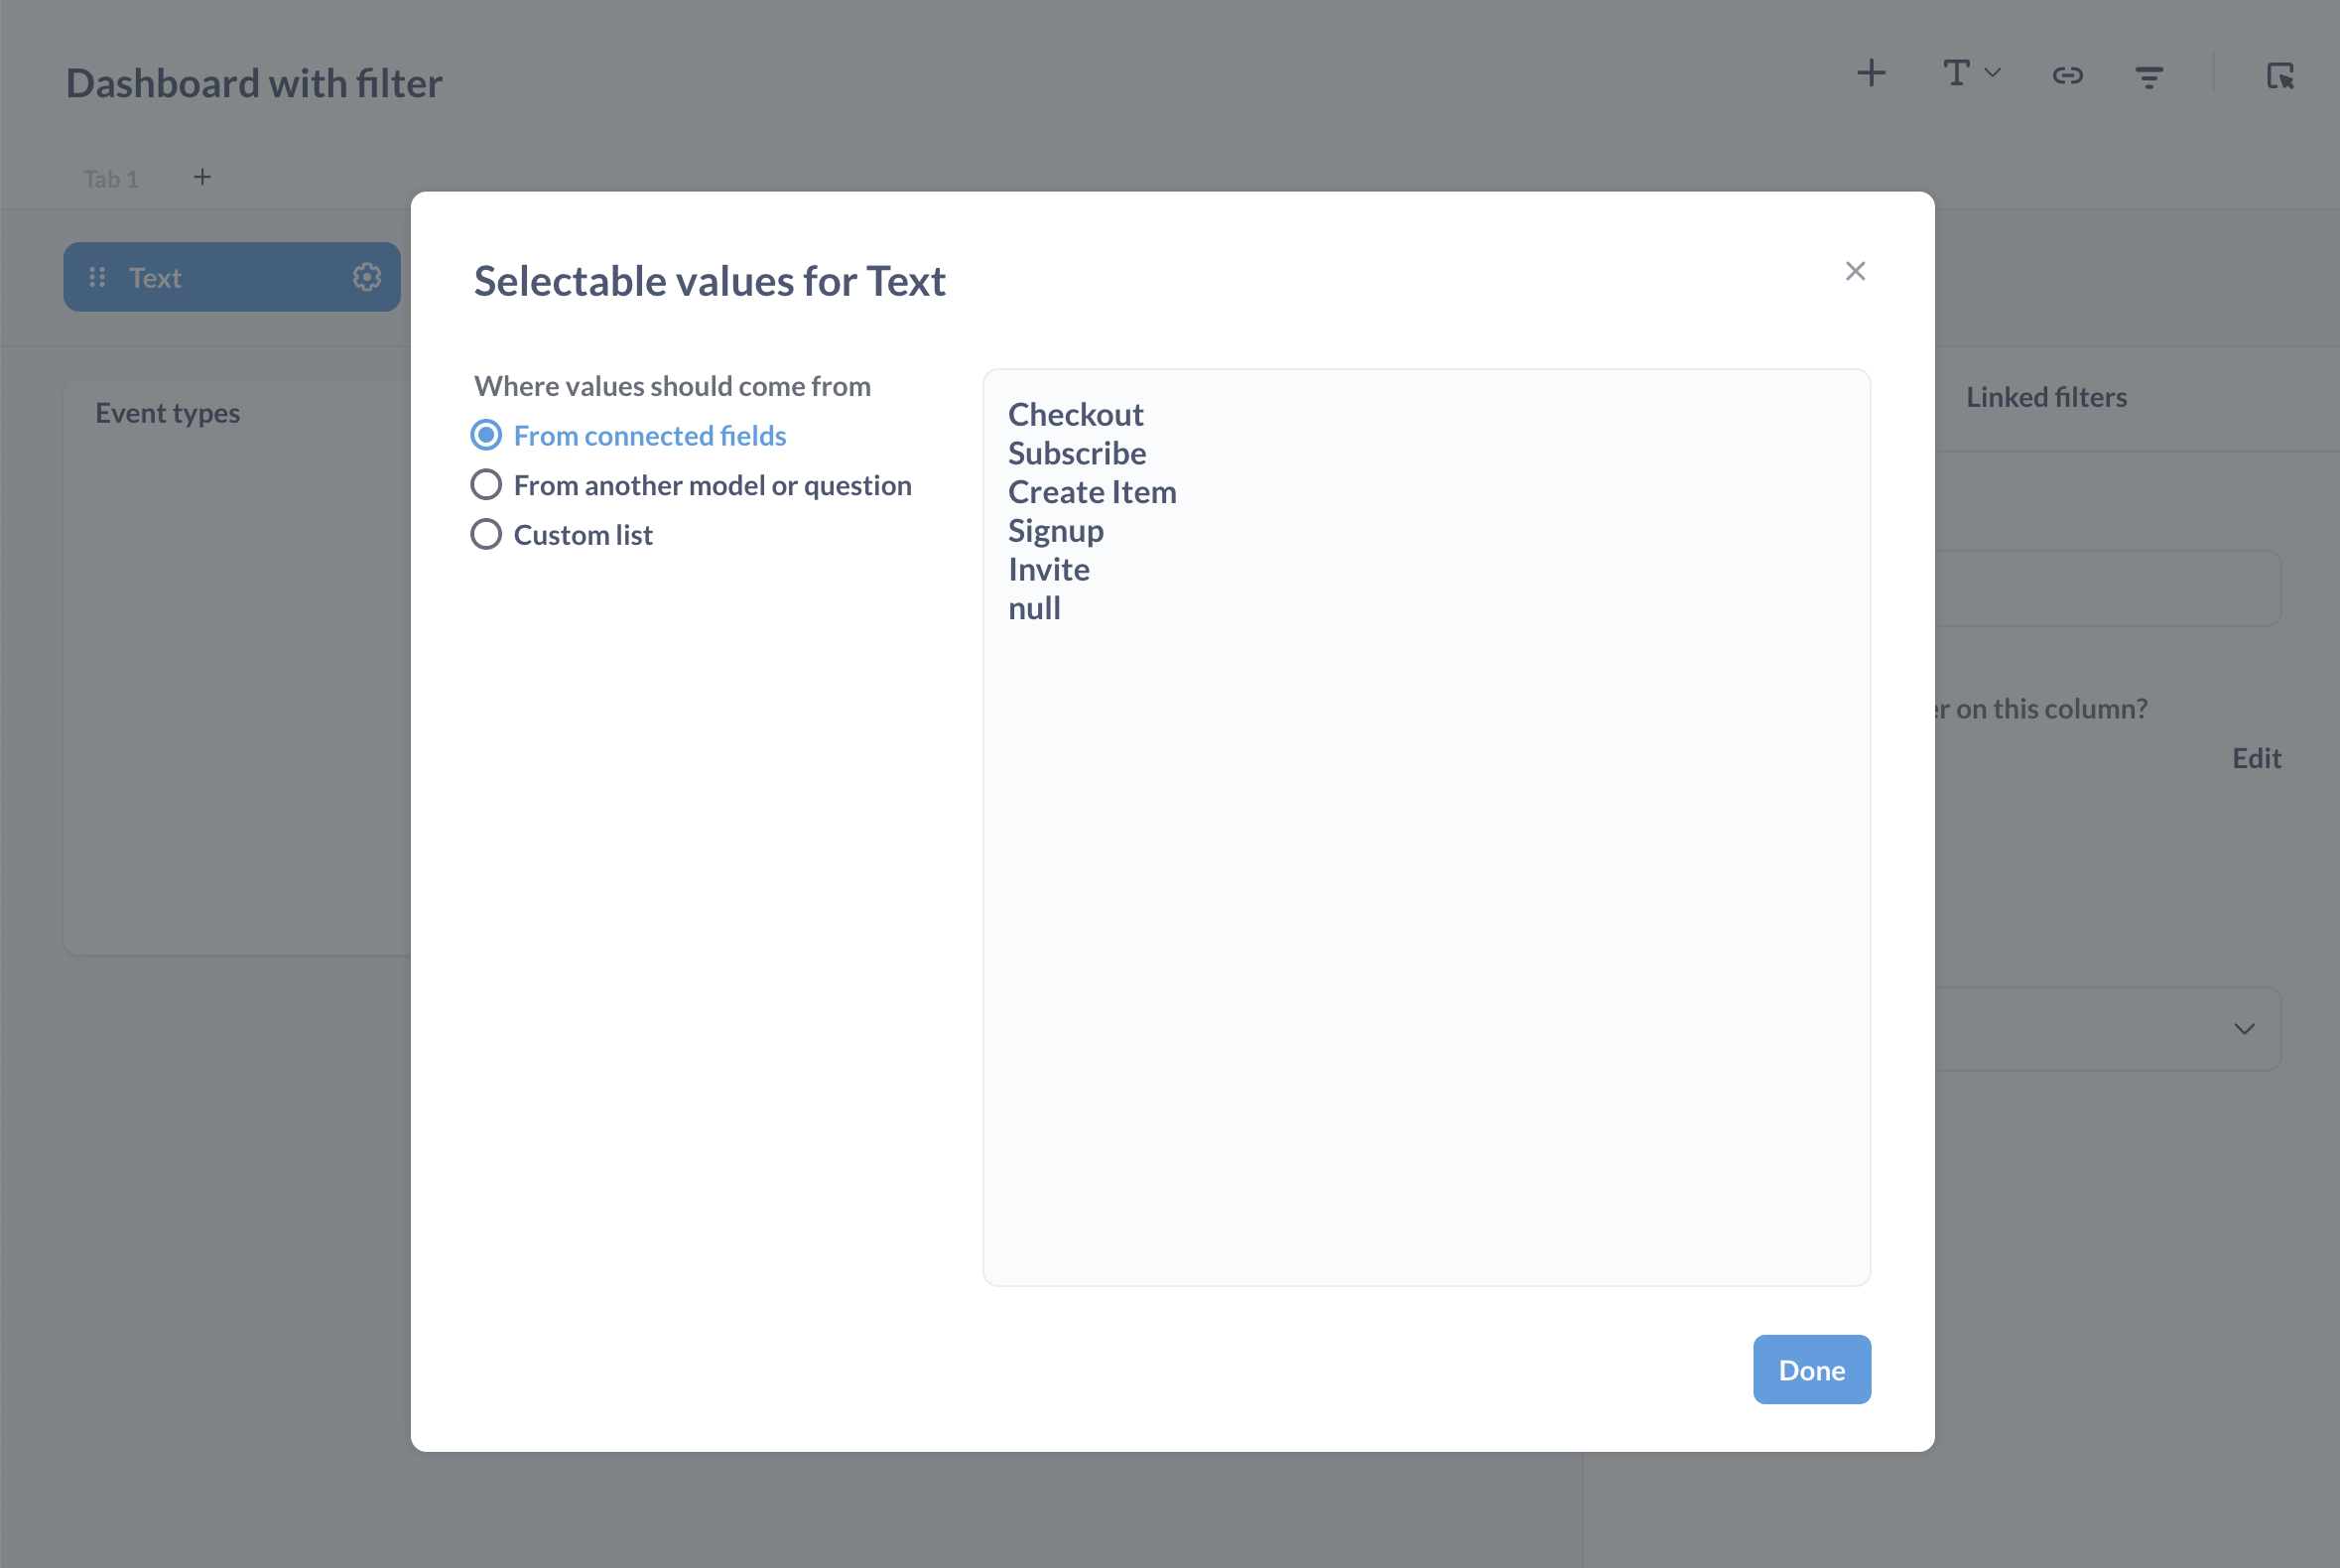 Dashboard with filter
Tab 1
Text
Selectable values for Text
Where values should come from
From connected fields
From another model or question
Custom list
Checkout
Subscribe
Create Item
Signup
Invite
null
Done
Event types
Linked filters
on this column?
Edit